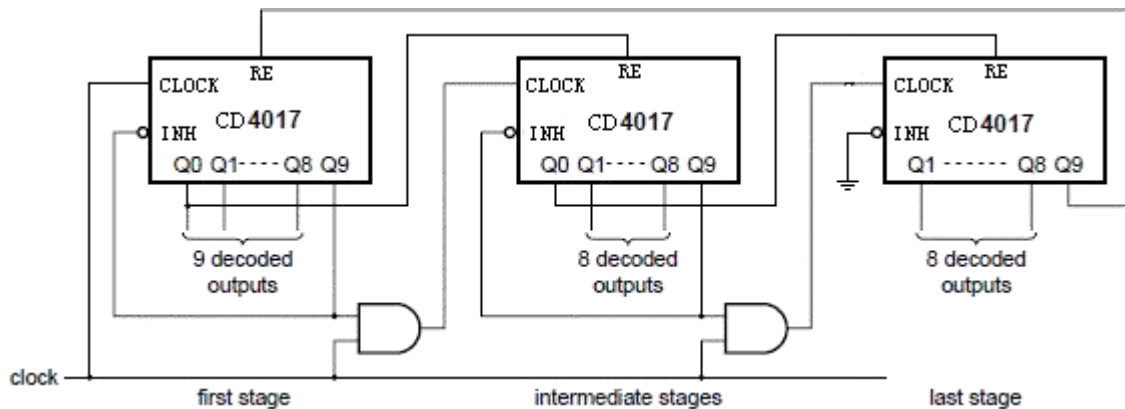 RE
CLOCK
CD4017
INH
Q0 Q1 ---- Q8 Q9
9 decoded
outputs
RE
CLOCK
CD4017
INH
Q0 Q1 ---- Q8 Q9
8 decoded
outputs
RE
CLOCK
CD4017
INH
Q1 ------- Q8 Q9
8 decoded
outputs
clock
first stage
intermediate stages
last stage